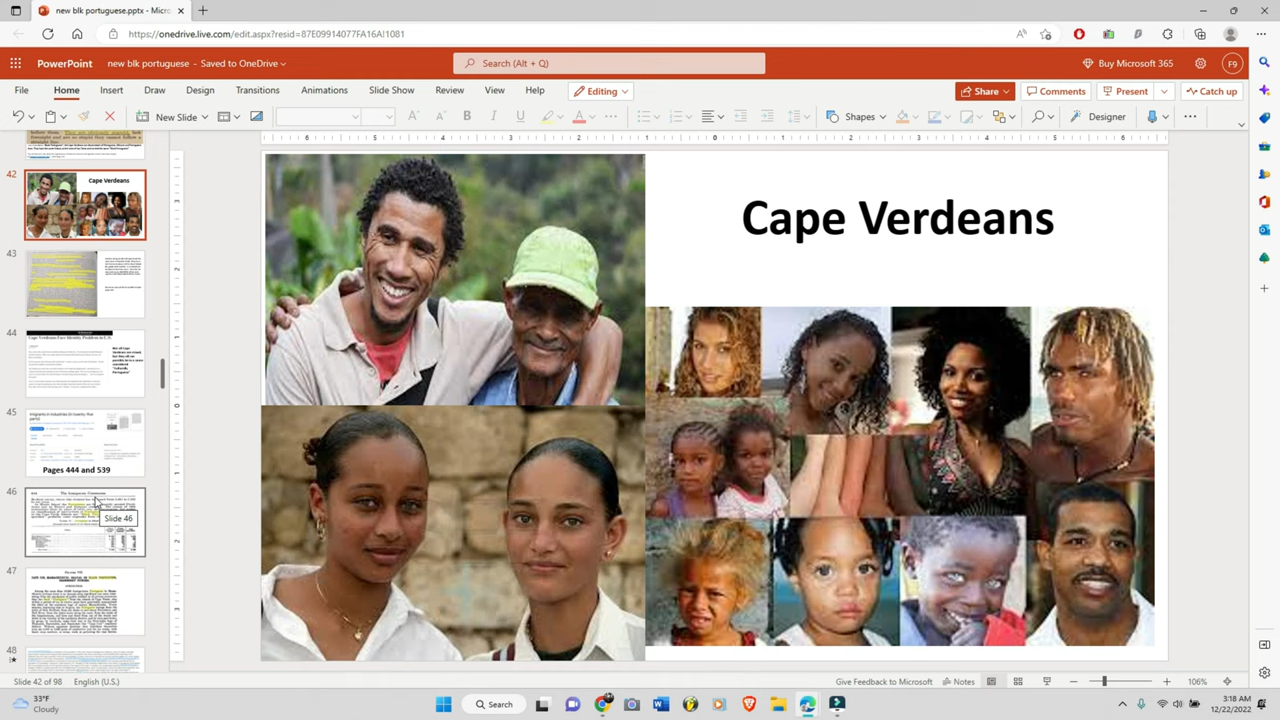 new blk portuguese.pptx - Micro
https://onedrive.live.com/edit.aspx?resid=87E09914077FA16A!1081
PowerPoint
new blk portuguese - Saved to OneDrive
Search (Alt + Q)
Buy Microsoft 365
F9
File
Home
Insert
Draw
Design
Transitions
Animations
Slide Show
Review
View
Help
Editing
Share
Comments
Present
Catch up
New Slide
B
I
U
A
Shapes
Designer
42
Cape Verdeans
43
44
Cape Verdeans Face Identity Problem in U.S.
45
Pages 444 and 539
46
Slide 46
47
48
Cape Verdeans
Slide 42 of 98
English (U.S.)
Give Feedback to Microsoft
Notes
106%
33°F
Cloudy
Search
3:18 AM
12/22/2022